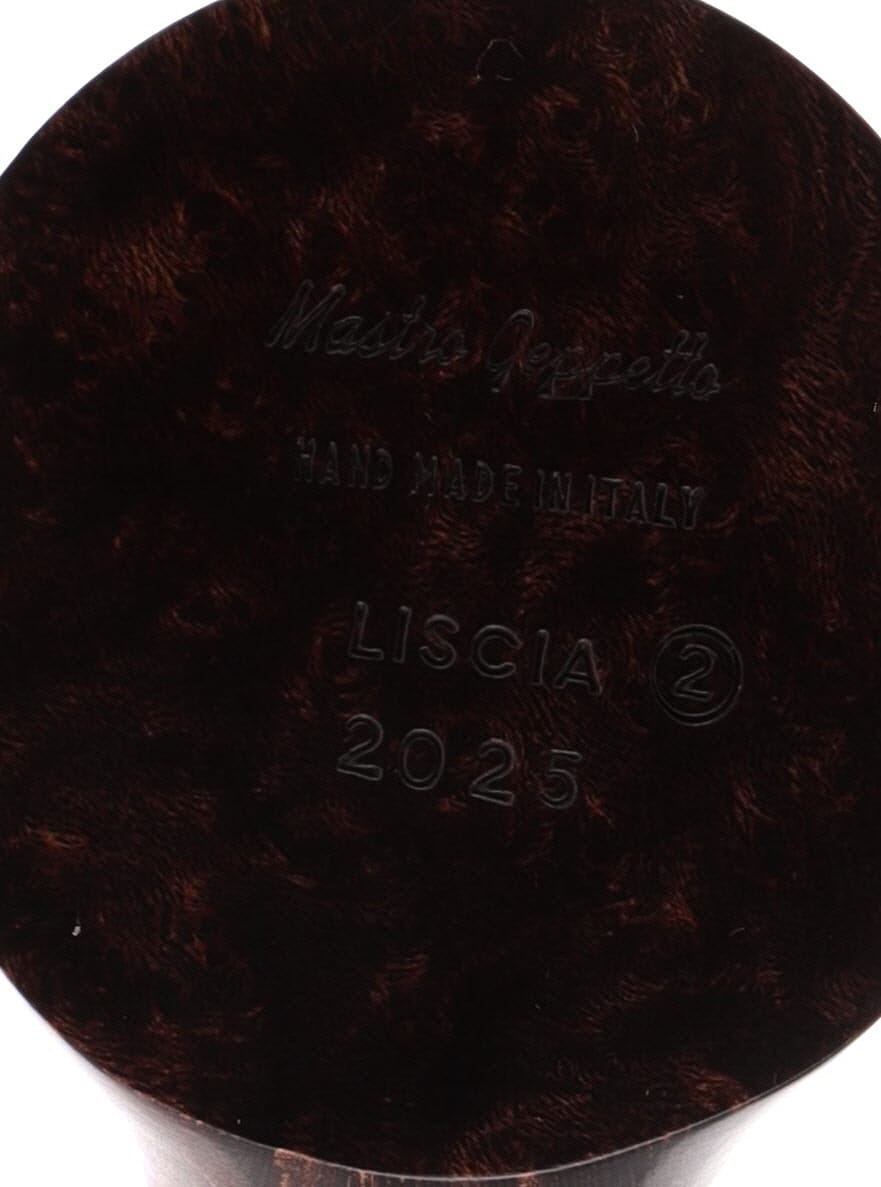 Mastro Geppetto
HAND MADE IN ITALY
LISCIA ②
2025